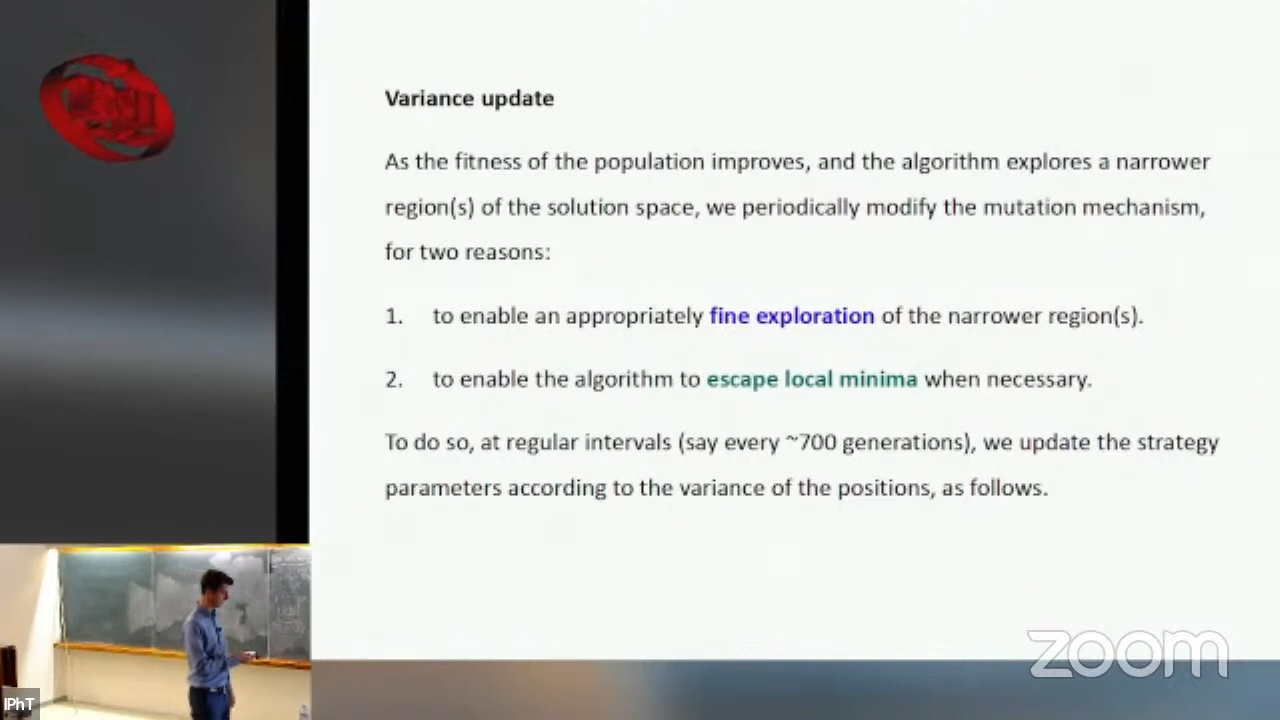 Variance update
As the fitness of the population improves, and the algorithm explores a narrower
region(s) of the solution space, we periodically modify the mutation mechanism,
for two reasons:
1. to enable an appropriately fine exploration of the narrower region(s).
2. to enable the algorithm to escape local minima when necessary.
To do so, at regular intervals (say every ~700 generations), we update the strategy
parameters according to the variance of the positions, as follows.
zoom
IPhT